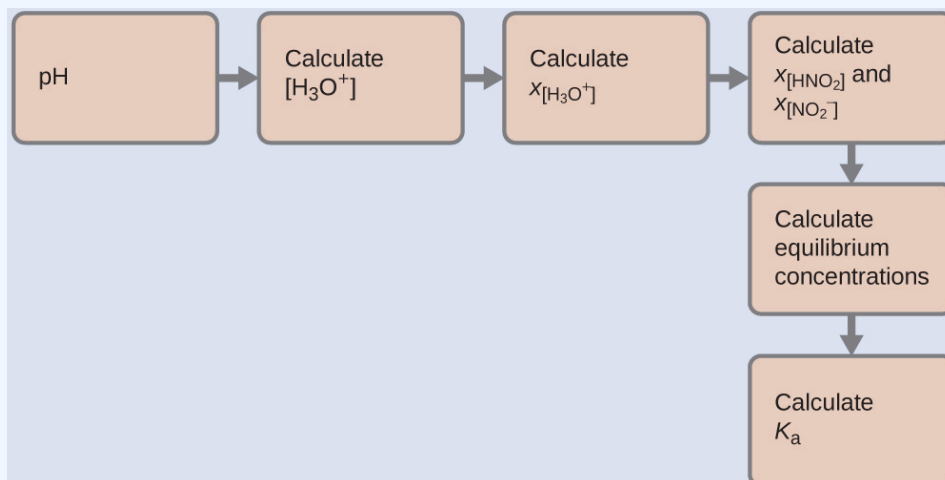 pH
Calculate
[H₃O⁺]
Calculate
x[H₃O⁺]
Calculate
x[HNO₂] and
x[NO₂⁻]
Calculate
equilibrium
concentrations
Calculate
Kₐ